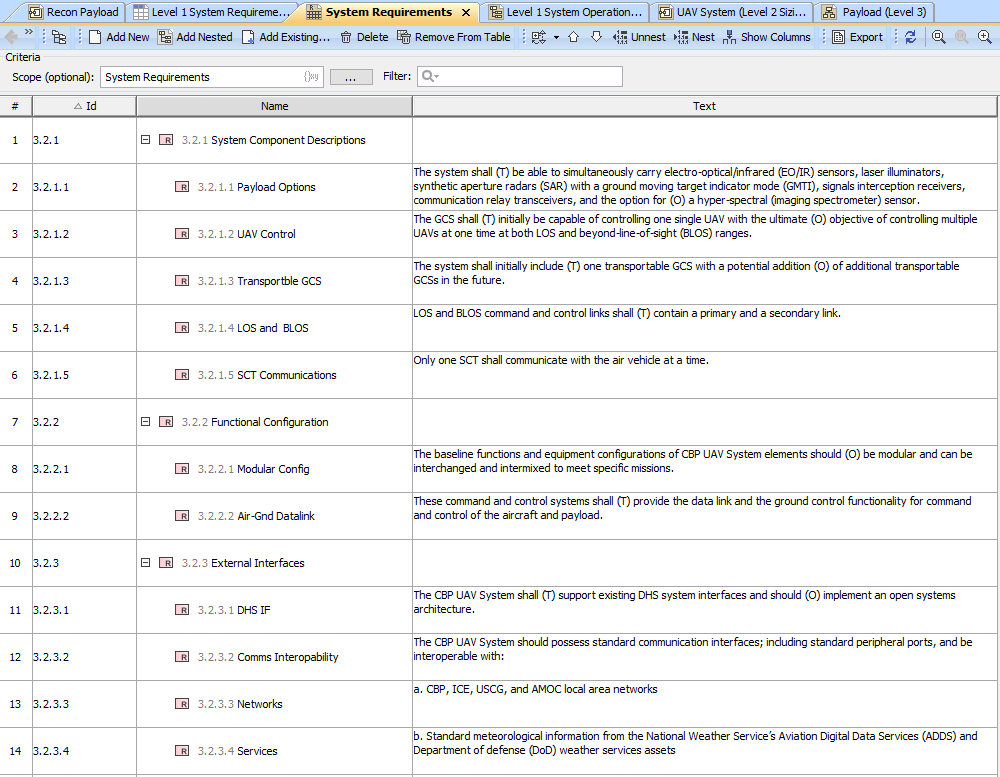 Recon Payload
Level 1 System Requireme...
System Requirements
Level 1 System Operation...
UAV System (Level 2 Sizi...
Payload (Level 3)
Add New
Add Nested
Add Existing...
Delete
Remove From Table
Unnest
Nest
Show Columns
Export
Criteria
Scope (optional):
System Requirements
...
Filter:
# Id Name Text
1 3.2.1 R 3.2.1 System Component Descriptions
2 3.2.1.1 R 3.2.1.1 Payload Options
The system shall (T) be able to simultaneously carry electro-optical/infrared (EO/IR) sensors, laser illuminators,
synthetic aperture radars (SAR) with a ground moving target indicator mode (GMTI), signals interception receivers,
communication relay transceivers, and the option for (O) a hyper-spectral (imaging spectrometer) sensor.
3 3.2.1.2 R 3.2.1.2 UAV Control
The GCS shall (T) initially be capable of controlling one single UAV with the ultimate (O) objective of controlling multiple
UAVs at one time at both LOS and beyond-line-of-sight (BLOS) ranges.
4 3.2.1.3 R 3.2.1.3 Transportble GCS
The system shall initially include (T) one transportable GCS with a potential addition (O) of additional transportable
GCSs in the future.
5 3.2.1.4 R 3.2.1.4 LOS and BLOS
LOS and BLOS command and control links shall (T) contain a primary and a secondary link.
6 3.2.1.5 R 3.2.1.5 SCT Communications
Only one SCT shall communicate with the air vehicle at a time.
7 3.2.2 R 3.2.2 Functional Configuration
8 3.2.2.1 R 3.2.2.1 Modular Config
The baseline functions and equipment configurations of CBP UAV System elements should (O) be modular and can be
interchanged and intermixed to meet specific missions.
9 3.2.2.2 R 3.2.2.2 Air-Gnd Datalink
These command and control systems shall (T) provide the data link and the ground control functionality for command
and control of the aircraft and payload.
10 3.2.3 R 3.2.3 External Interfaces
11 3.2.3.1 R 3.2.3.1 DHS IF
The CBP UAV System shall (T) support existing DHS system interfaces and should (O) implement an open systems
architecture.
12 3.2.3.2 R 3.2.3.2 Comms Interopability
The CBP UAV System should possess standard communication interfaces; including standard peripheral ports, and be
interoperable with:
13 3.2.3.3 R 3.2.3.3 Networks
a. CBP, ICE, USCG, and AMOC local area networks
14 3.2.3.4 R 3.2.3.4 Services
b. Standard meteorological information from the National Weather Service's Aviation Digital Data Services (ADDS) and
Department of defense (DoD) weather services assets